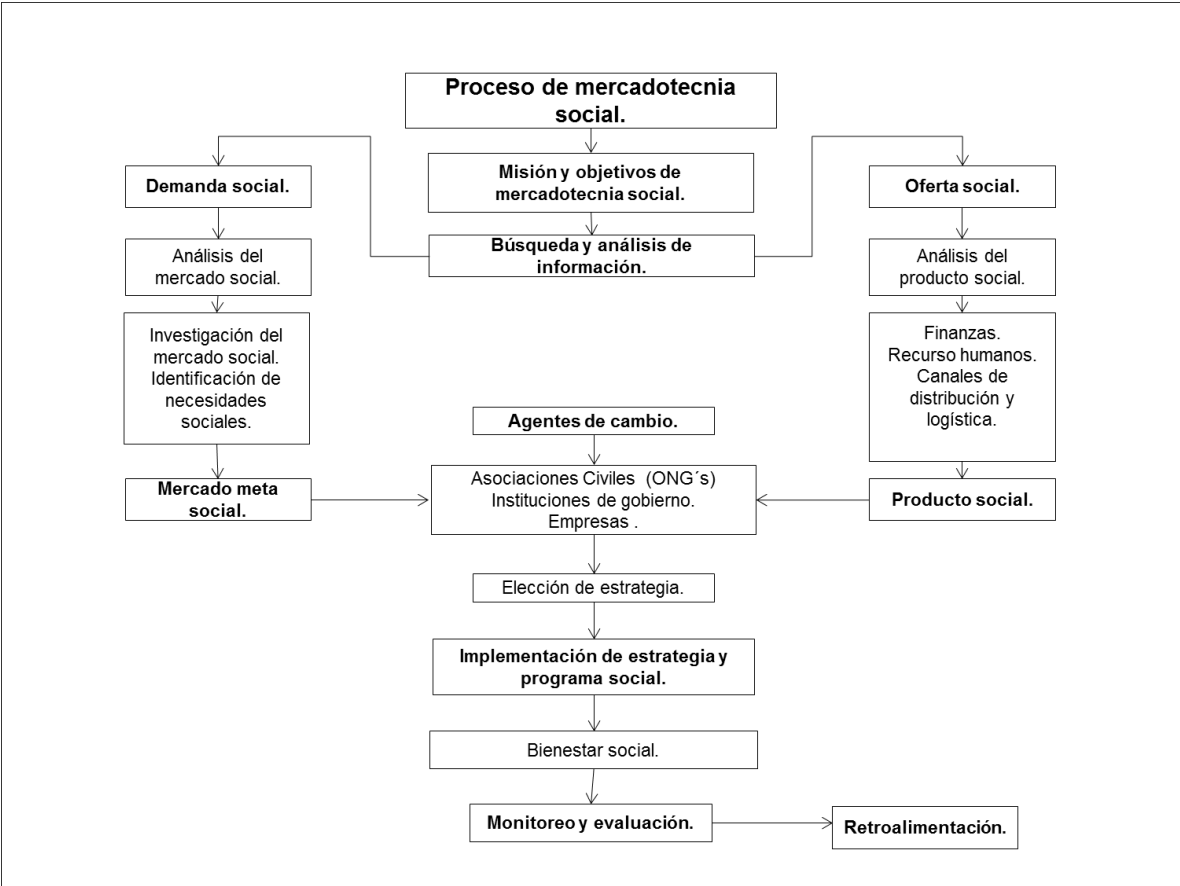 Proceso de mercadotecnia
social.
Misión y objetivos de
mercadotecnia social.
Búsqueda y análisis de
información.
Demanda social.
Análisis del
mercado social.
Investigación del
mercado social.
Identificación de
necesidades
sociales.
Mercado meta
social.
Oferta social.
Análisis del
producto social.
Finanzas.
Recurso humanos.
Canales de
distribución y
logística.
Producto social.
Agentes de cambio.
Asociaciones Civiles (ONG´s)
Instituciones de gobierno.
Empresas .
Elección de estrategia.
Implementación de estrategia y
programa social.
Bienestar social.
Monitoreo y evaluación.
Retroalimentación.